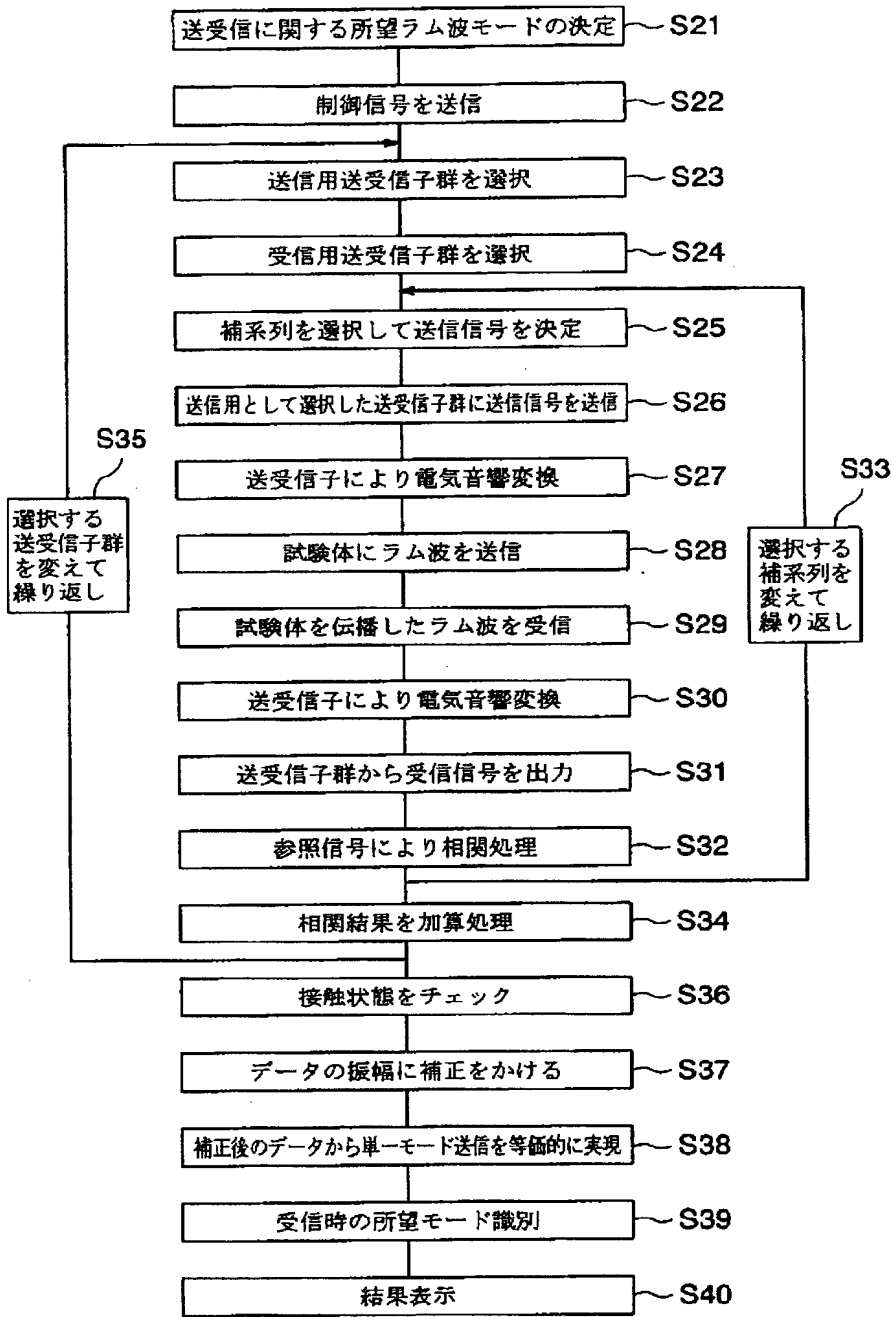 送受信に関する所望ラム波モードの決定 S21
制御信号を送信 S22
送信用送受信子群を選択 S23
受信用送受信子群を選択 S24
補系列を選択して送信信号を決定 S25
送信用として選択した送受信子群に送信信号を送信 S26
送受信子により電気音響変換 S27
試験体にラム波を送信 S28
試験体を伝播したラム波を受信 S29
送受信子により電気音響変換 S30
送受信子群から受信信号を出力 S31
参照信号により相関処理 S32
S33
選択する
補系列を
変えて
繰り返し
相関結果を加算処理 S34
S35
選択する
送受信子群
を変えて
繰り返し
接触状態をチェック S36
データの振幅に補正をかける S37
補正後のデータから単一モード送信を等価的に実現 S38
受信時の所望モード識別 S39
結果表示 S40